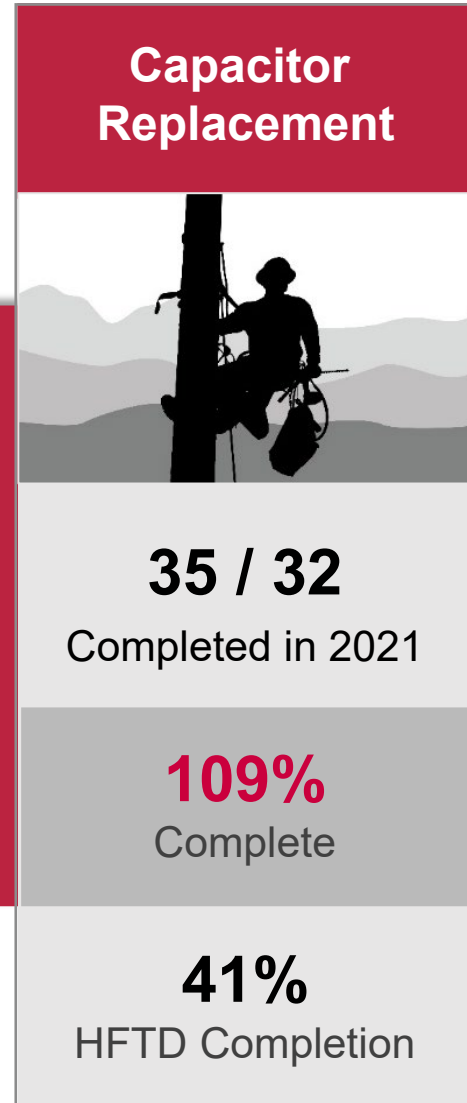 Capacitor
Replacement
35 / 32
Completed in 2021
109%
Complete
41%
HFTD Completion